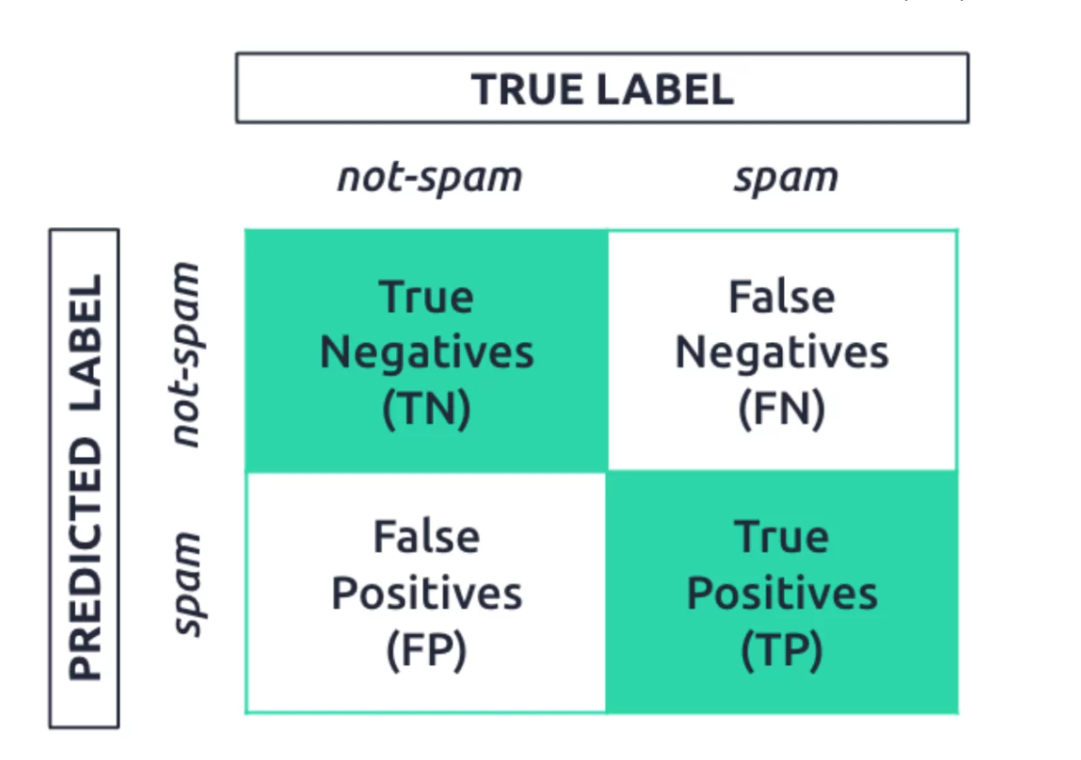 TRUE LABEL
not-spam spam
PREDICTED LABEL
not-spam
True
Negatives
(TN)
False
Negatives
(FN)
spam
False
Positives
(FP)
True
Positives
(TP)